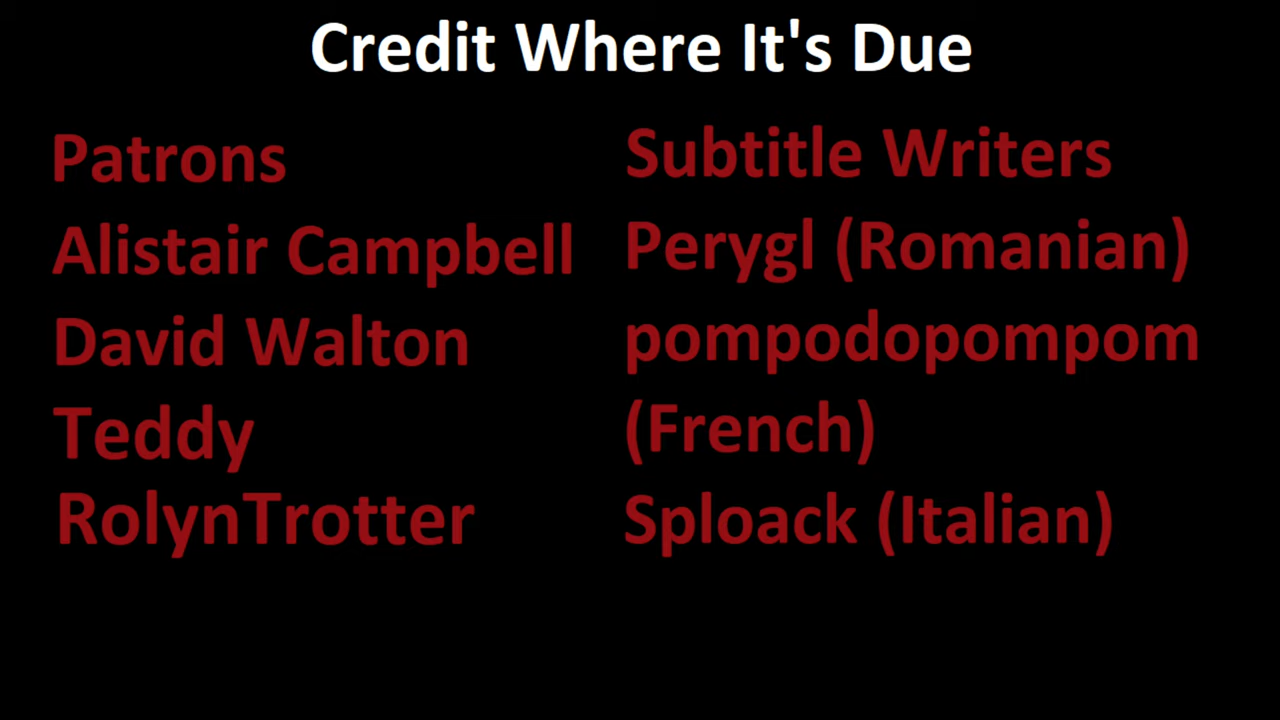 Credit Where It's Due
Patrons
Alistair Campbell
David Walton
Teddy
RolynTrotter
Subtitle Writers
Perygl (Romanian)
pompodopompom
(French)
Sploack (Italian)